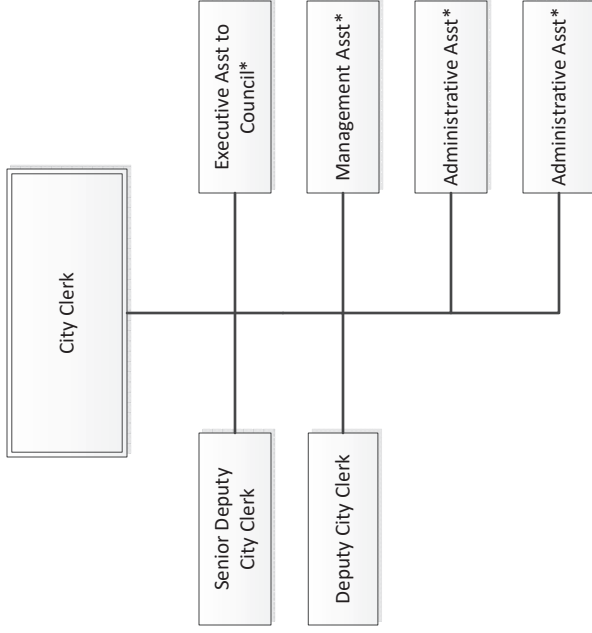 City Clerk
Senior Deputy
City Clerk
Executive Asst to
Council*
Deputy City Clerk
Management Asst*
Administrative Asst*
Administrative Asst*